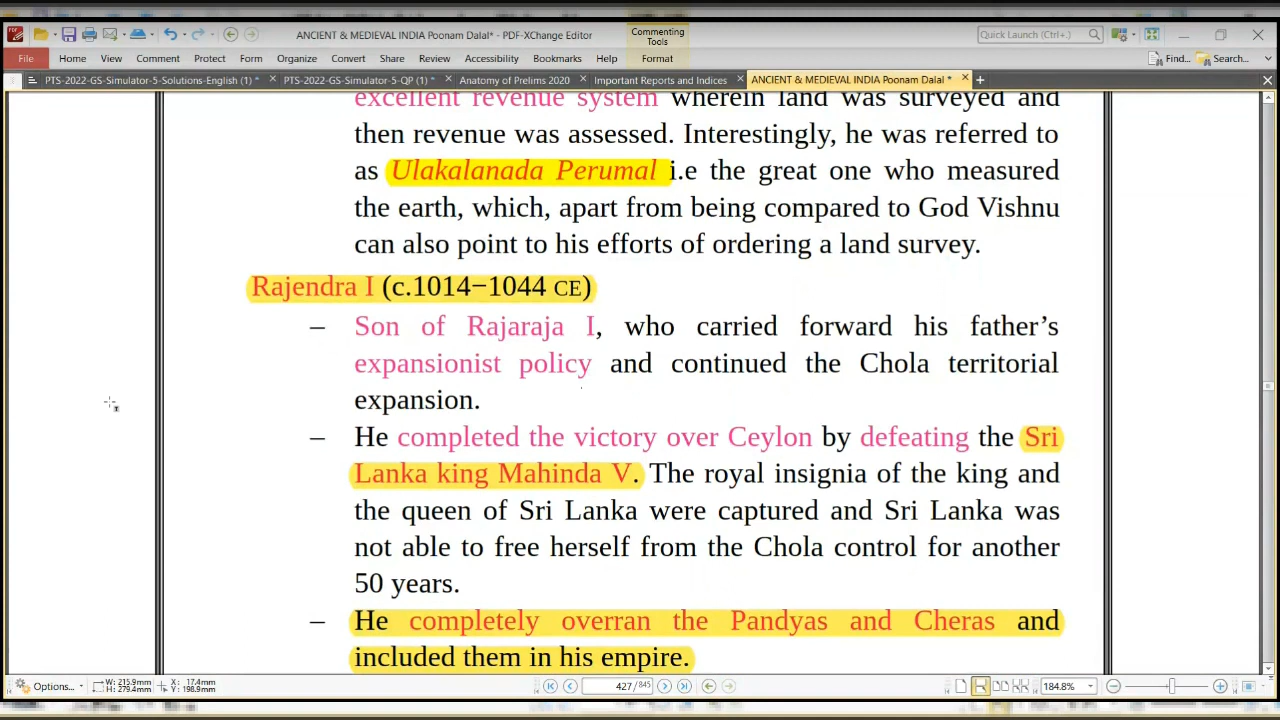 ANCIENT & MEDIEVAL INDIA Poonam Dalal* - PDF-XChange Editor
Commenting Tools
Quick Launch (Ctrl+.)
File Home View Comment Protect Form Organize Convert Share Review Accessibility Bookmarks Help Format Find... Search...
PTS-2022-GS-Simulator-5-Solutions-English (1) * × PTS-2022-GS-Simulator-5-QP (1) * × Anatomy of Prelims 2020 × Important Reports and Indices × ANCIENT & MEDIEVAL INDIA Poonam Dalal * ×
excellent revenue system wherein land was surveyed and
then revenue was assessed. Interestingly, he was referred to
as Ulakalanada Perumal i.e the great one who measured
the earth, which, apart from being compared to God Vishnu
can also point to his efforts of ordering a land survey.
Rajendra I (c.1014−1044 CE)
– Son of Rajaraja I, who carried forward his father’s
expansionist policy and continued the Chola territorial
expansion.
– He completed the victory over Ceylon by defeating the Sri
Lanka king Mahinda V. The royal insignia of the king and
the queen of Sri Lanka were captured and Sri Lanka was
not able to free herself from the Chola control for another
50 years.
– He completely overran the Pandyas and Cheras and
included them in his empire.
Options... W: 215.9mm X: 17.4mm 427 / 845 184.8%
H: 279.4mm Y: 198.9mm